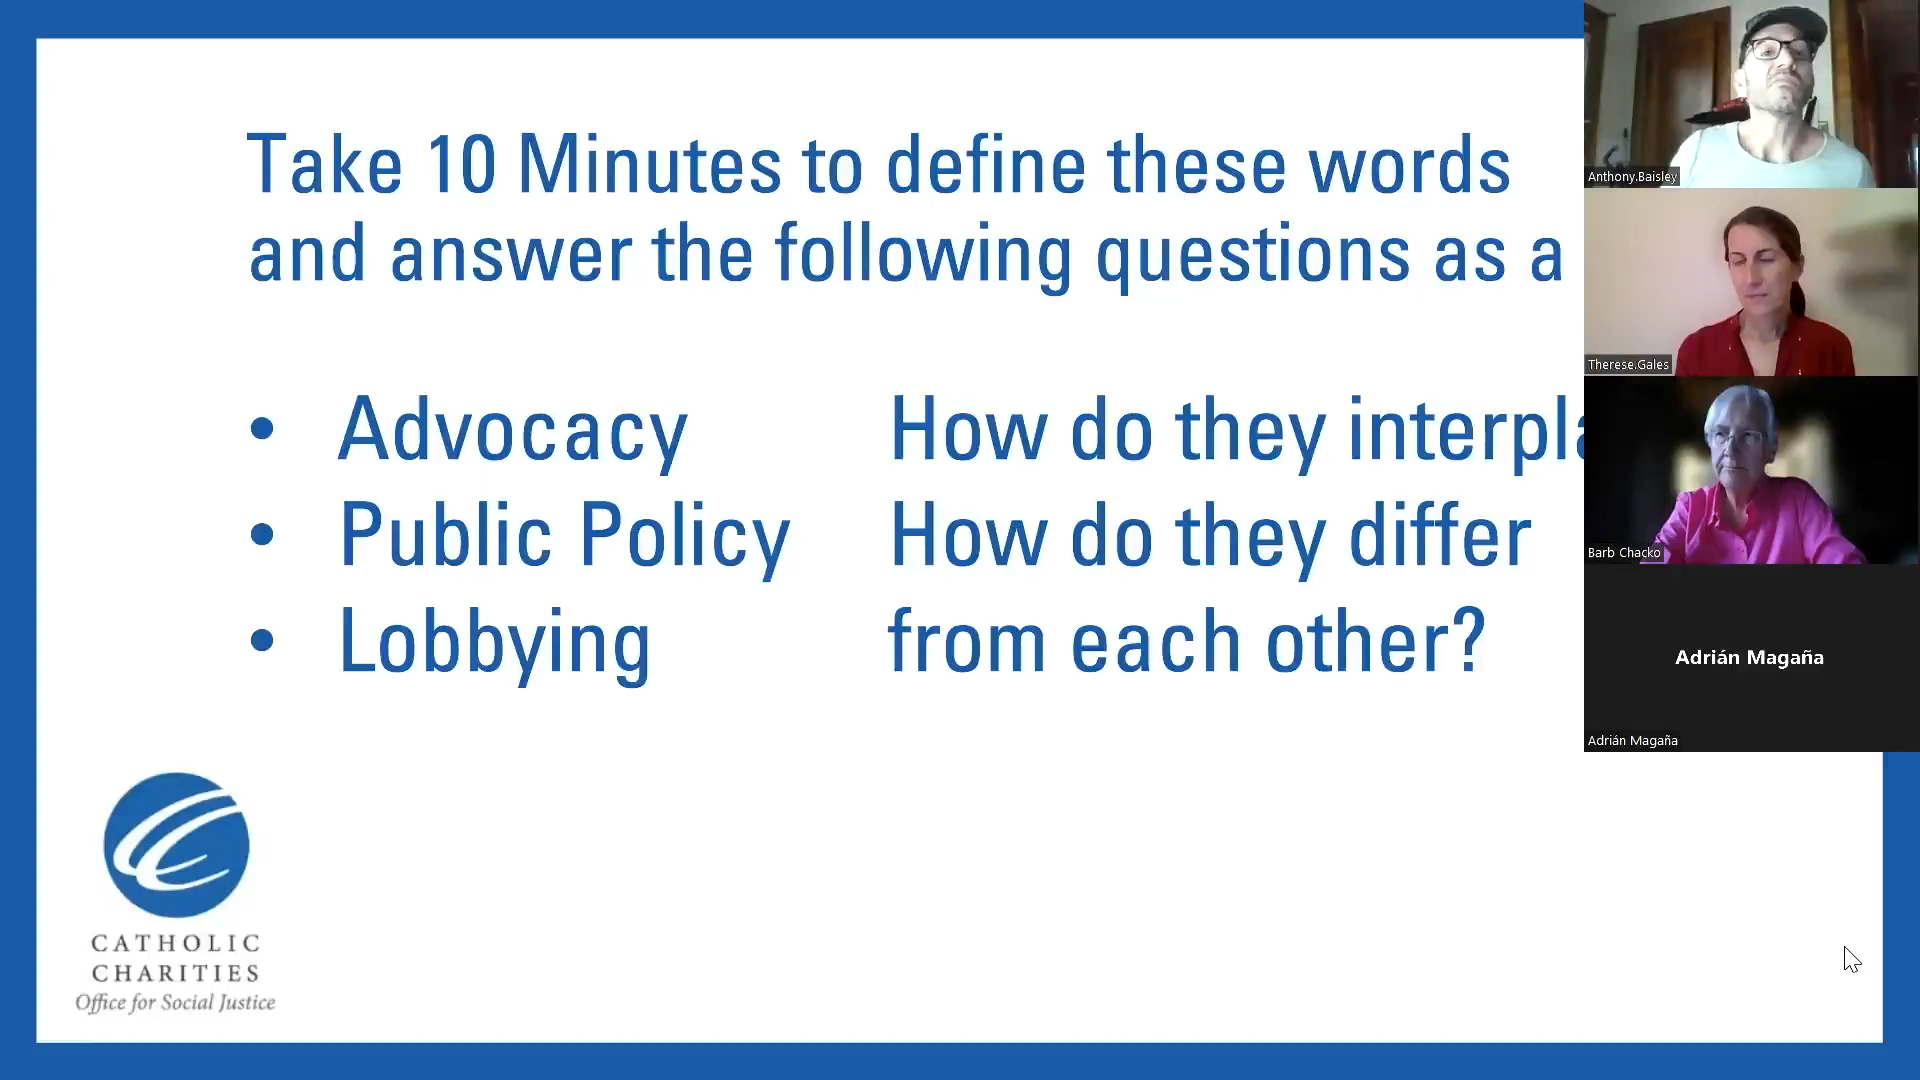 Take 10 Minutes to define these words
and answer the following questions as a
• Advocacy
• Public Policy
• Lobbying
How do they interpla
How do they differ
from each other?
CATHOLIC
CHARITIES
Office for Social Justice
Anthony.Baisley
Therese.Gales
Barb Chacko
Adrián Magaña
Adrián Magaña